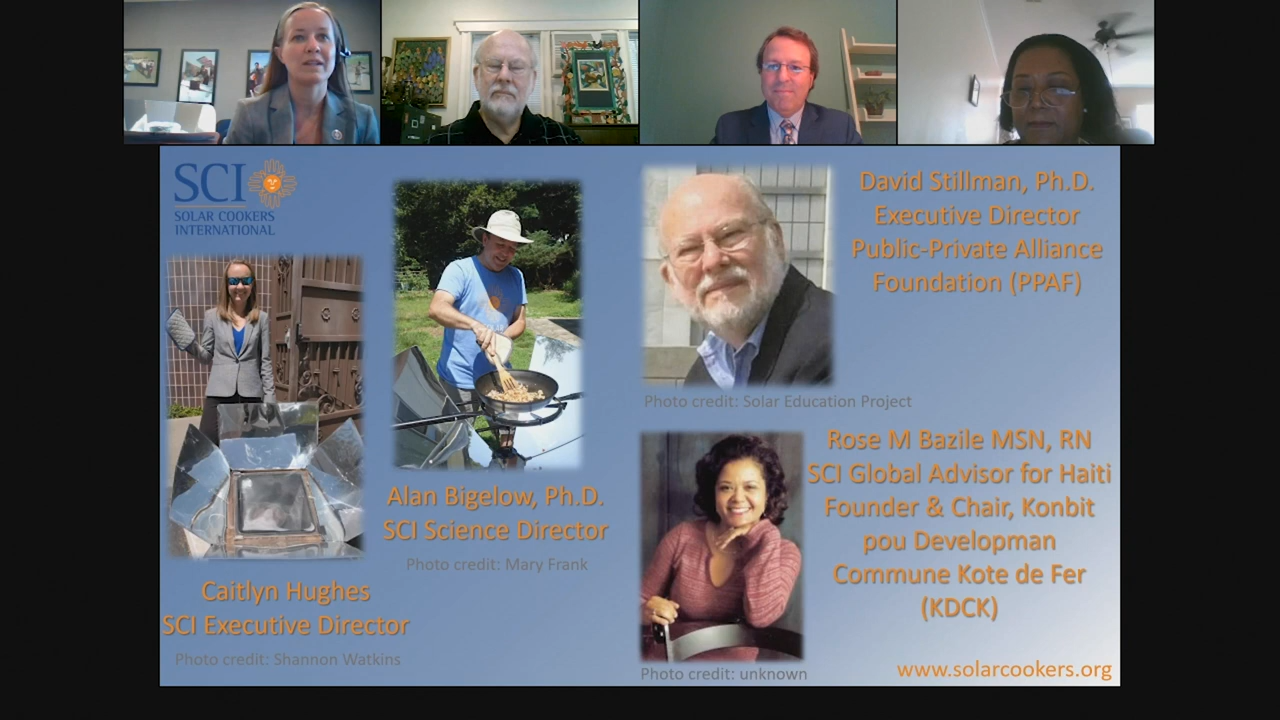 SCI
SOLAR COOKERS
INTERNATIONAL
Caitlyn Hughes
SCI Executive Director
Photo credit: Shannon Watkins
Alan Bigelow, Ph.D.
SCI Science Director
Photo credit: Mary Frank
David Stillman, Ph.D.
Executive Director
Public-Private Alliance
Foundation (PPAF)
Photo credit: Solar Education Project
Rose M Bazile MSN, RN
SCI Global Advisor for Haiti
Founder & Chair, Konbit
pou Developman
Commune Kote de Fer
(KDCK)
Photo credit: unknown
www.solarcookers.org